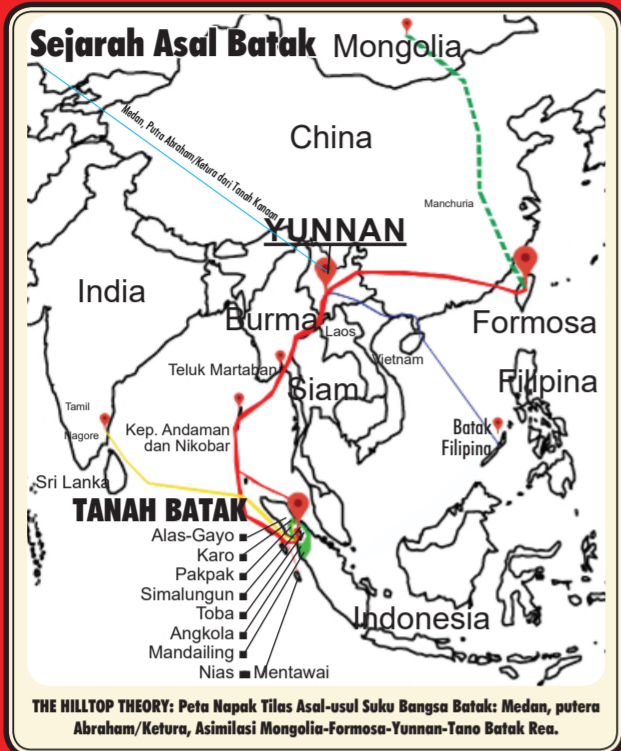 Sejarah Asal Batak
Mongolia
Medan, Putra Abraham/Ketura dari Tanah Kanaan
China
Manchuria
YUNNAN
India
Burma
Laos
Formosa
Teluk Martaban
Vietnam
Siam
Filipina
Tamil
Nagore
Kep. Andaman
dan Nikobar
Batak
Filiping
Sri Lanka
TANAH BATAK
Alas-Gayo
Karo
Pakpak
Simalungun
Toba
Indonesia
Angkola
Mandailing
Nias Mentawai
THE HILLTOP THEORY: Peta Napak Tilas Asal-usul Suku Bangsa Batak: Medan, putera
Abraham/Ketura, Asimilasi Mongolia-Formosa-Yunnan-Tano Batak Rea.